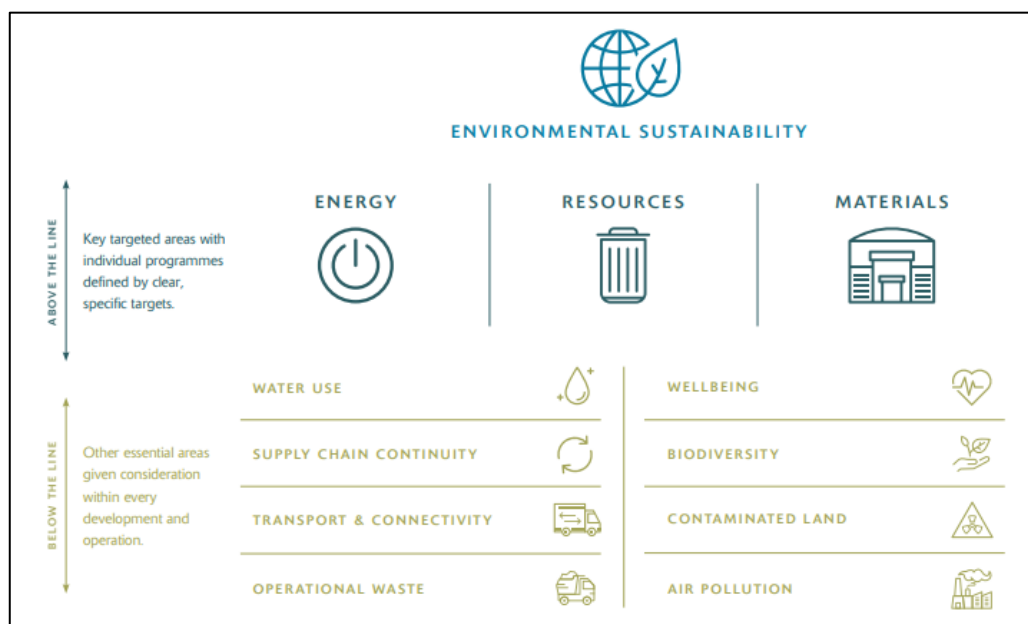 ENVIRONMENTAL SUSTAINABILITY
ABOVE THE LINE
Key targeted areas with
individual programmes
defined by clear,
specific targets.
ENERGY
RESOURCES
MATERIALS
BELOW THE LINE
Other essential areas
given consideration
within every
development and
operation.
WATER USE
SUPPLY CHAIN CONTINUITY
TRANSPORT & CONNECTIVITY
OPERATIONAL WASTE
WELLBEING
BIODIVERSITY
CONTAMINATED LAND
AIR POLLUTION